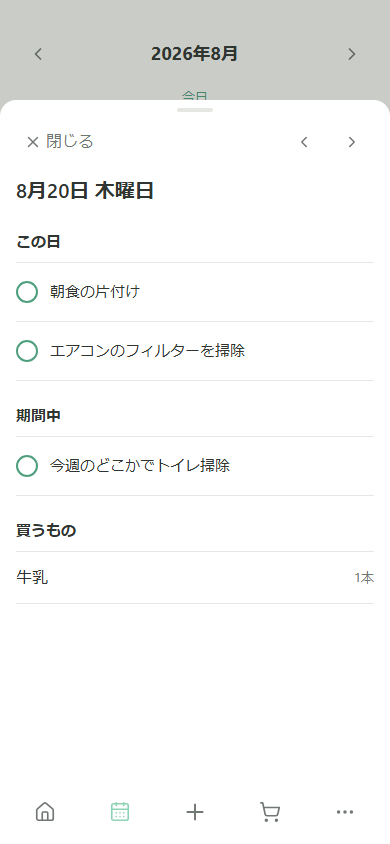 2026年8月
今日
閉じる
8月20日 木曜日
この日
朝食の片付け
エアコンのフィルターを掃除
期間中
今週のどこかでトイレ掃除
買うもの
牛乳 1本